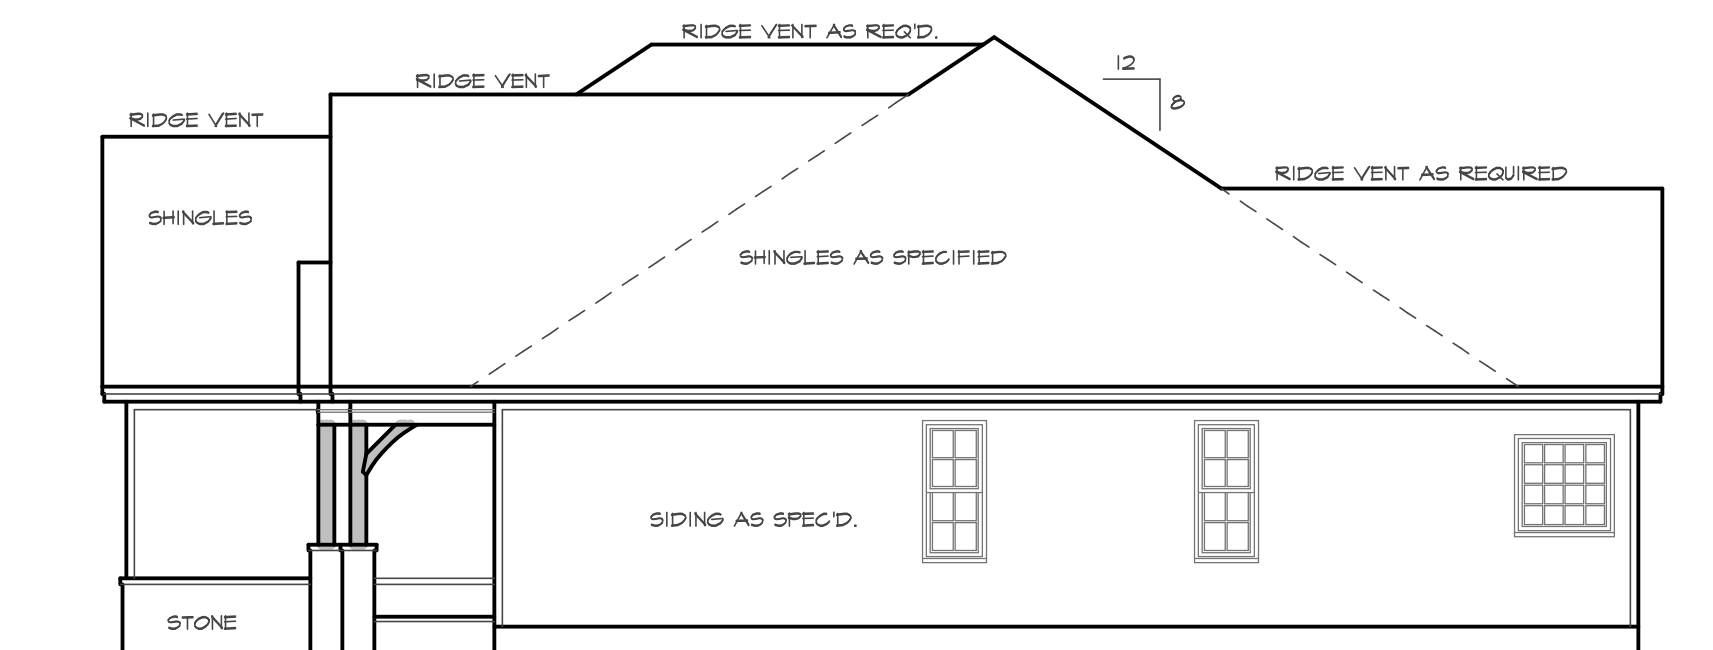 RIDGE VENT AS REQ'D.
12
RIDGE VENT
8
RIDGE VENT
RIDGE VENT AS REQUIRED
SHINGLES
SHINGLES AS SPECIFIED
SIDING AS SPEC'D.
STONE